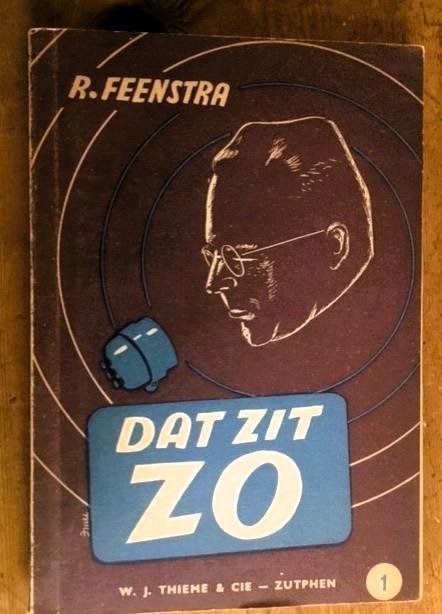 R. FEENSTRA
DAT ZIT
ZO
W. J. THIEME & CIE — ZUTPHEN
1